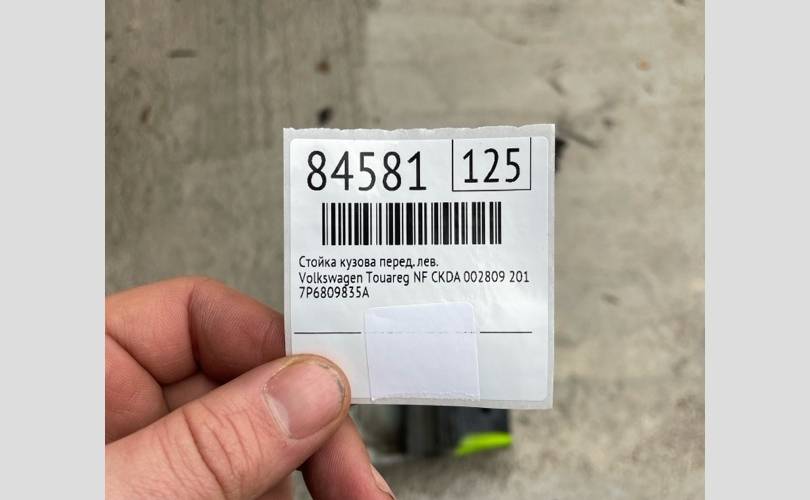 84581 125
Стойка кузова перед.лев.
Volkswagen Touareg NF CKDA 002809 201
7P6809835A